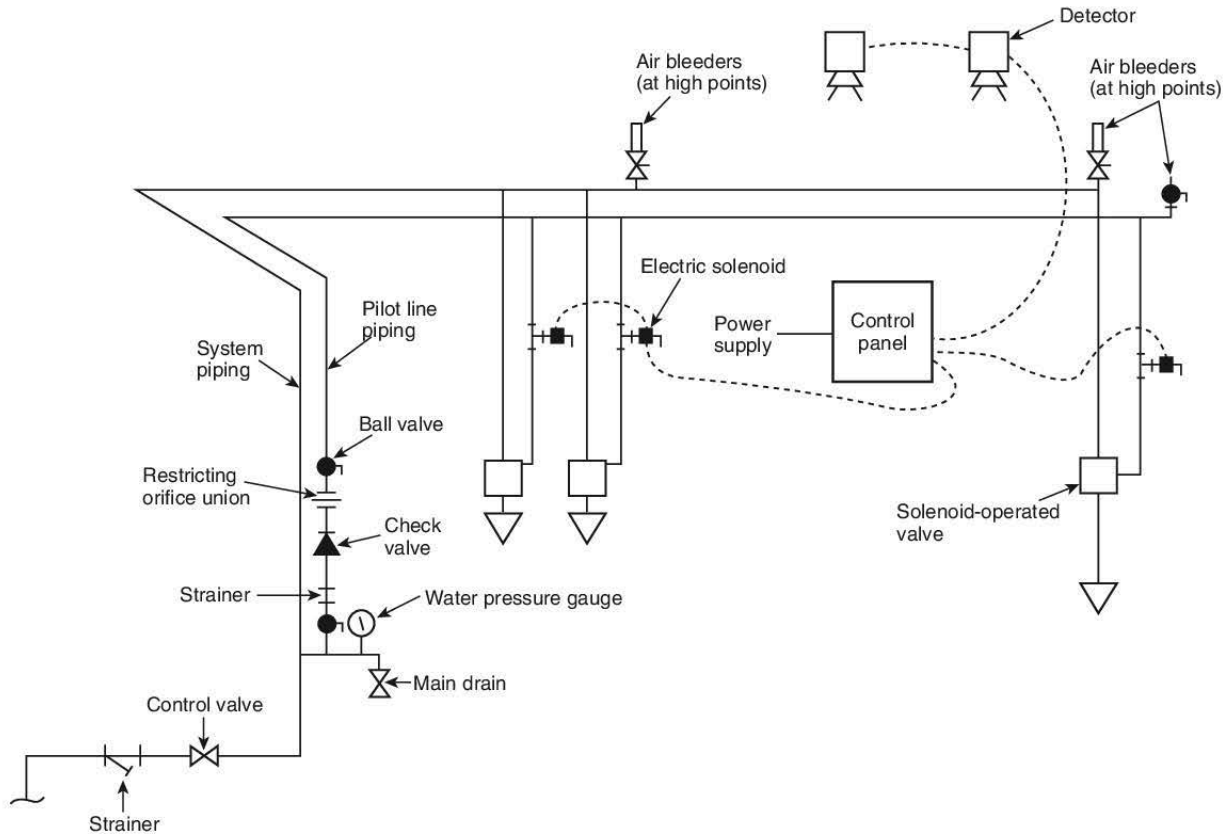 Detector
Air bleeders
(at high points)
Air bleeders
(at high points)
Electric solenoid
Pilot line
piping
Power
supply
Control
panel
System
piping
Ball valve
Restricting
orifice union
Solenoid-operated
valve
Check
valve
Strainer
Water pressure gauge
Main drain
Control valve
Strainer